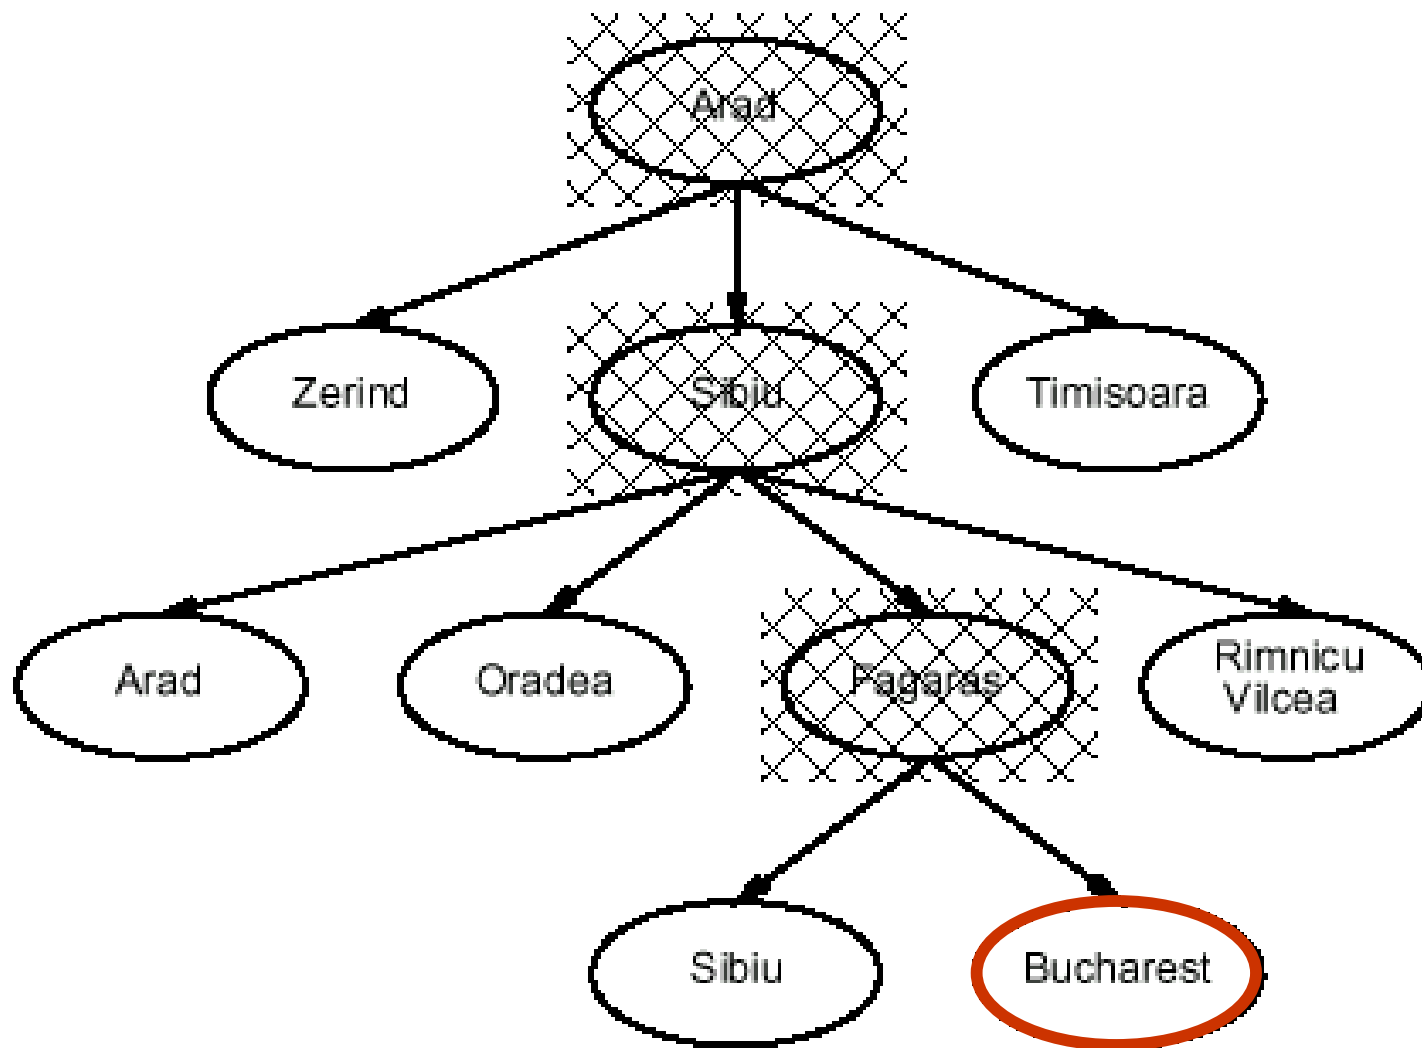 Arad
Zerind
Sibiu
Timisoara
Arad
Oradea
Fagaras
Rimnicu
Vilcea
Sibiu
Bucharest